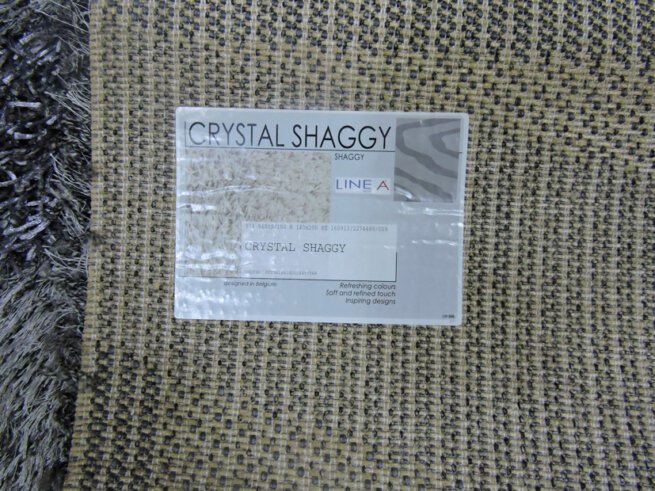 CRYSTAL SHAGGY
SHAGGY
LINE A
CRYSTAL SHAGGY
designed in Belgium
Refreshing colours
Soft and refined touch
Inspiring designs